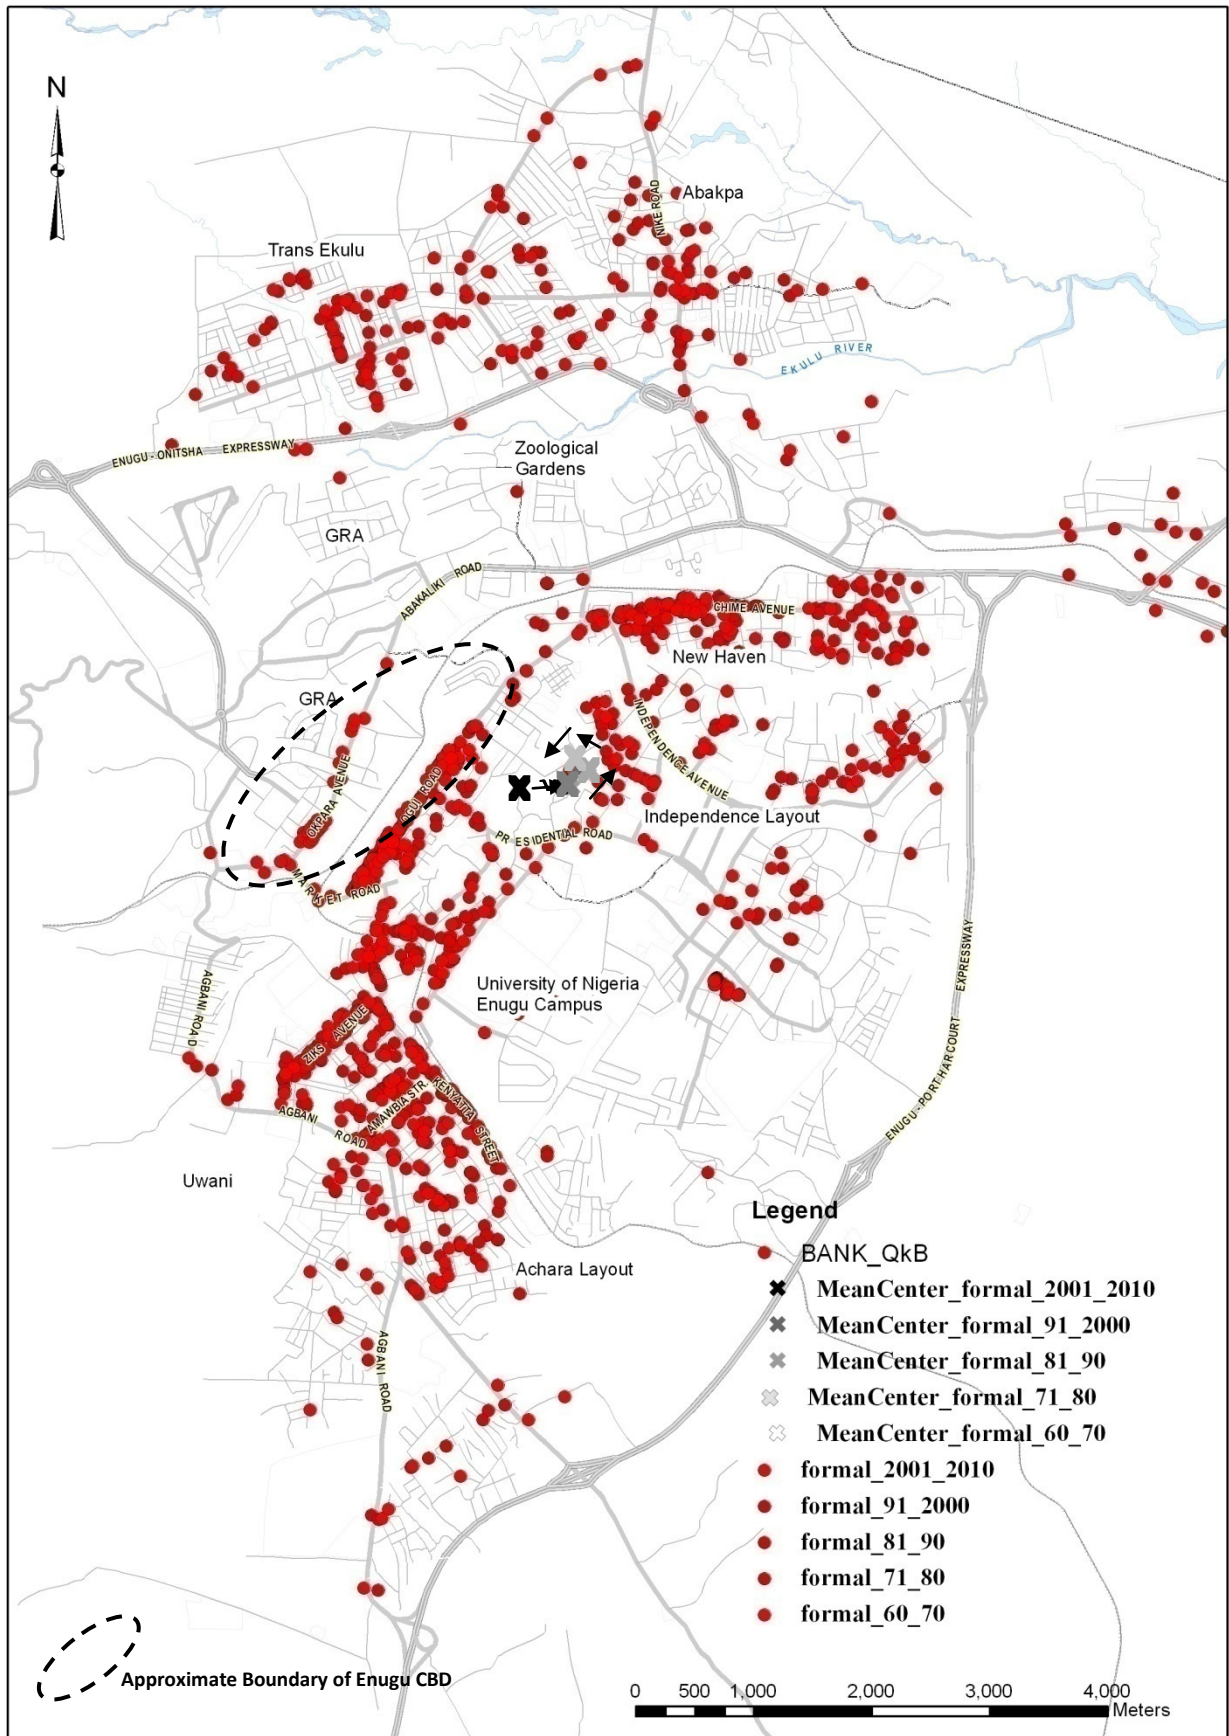 N
Abakpa
NIKE ROAD
Trans Ekulu
EKULU RIVER
ENUGU - ONITSHA EXPRESSWAY
Zoological
Gardens
GRA
ABAKALIKI ROAD
CHIME AVENUE
New Haven
GRA
INDEPENDENCE AVENUE
OKPARA AVENUE
OGUI ROAD
Independence Layout
PRESIDENTIAL ROAD
MARKET ROAD
AGBANI ROAD
University of Nigeria
Enugu Campus
ENUGU - PORT HARCOURT EXPRESSWAY
ZIKS AVENUE
AMAWBIA STR.
KENYATTA STREET
AGBANI ROAD
Uwani
Achara Layout
AGBANI ROAD
Legend
BANK_QkB
MeanCenter_formal_2001_2010
MeanCenter_formal_91_2000
MeanCenter_formal_81_90
MeanCenter_formal_71_80
MeanCenter_formal_60_70
formal_2001_2010
formal_91_2000
formal_81_90
formal_71_80
formal_60_70
Approximate Boundary of Enugu CBD
0 500 1,000 2,000 3,000 4,000
Meters